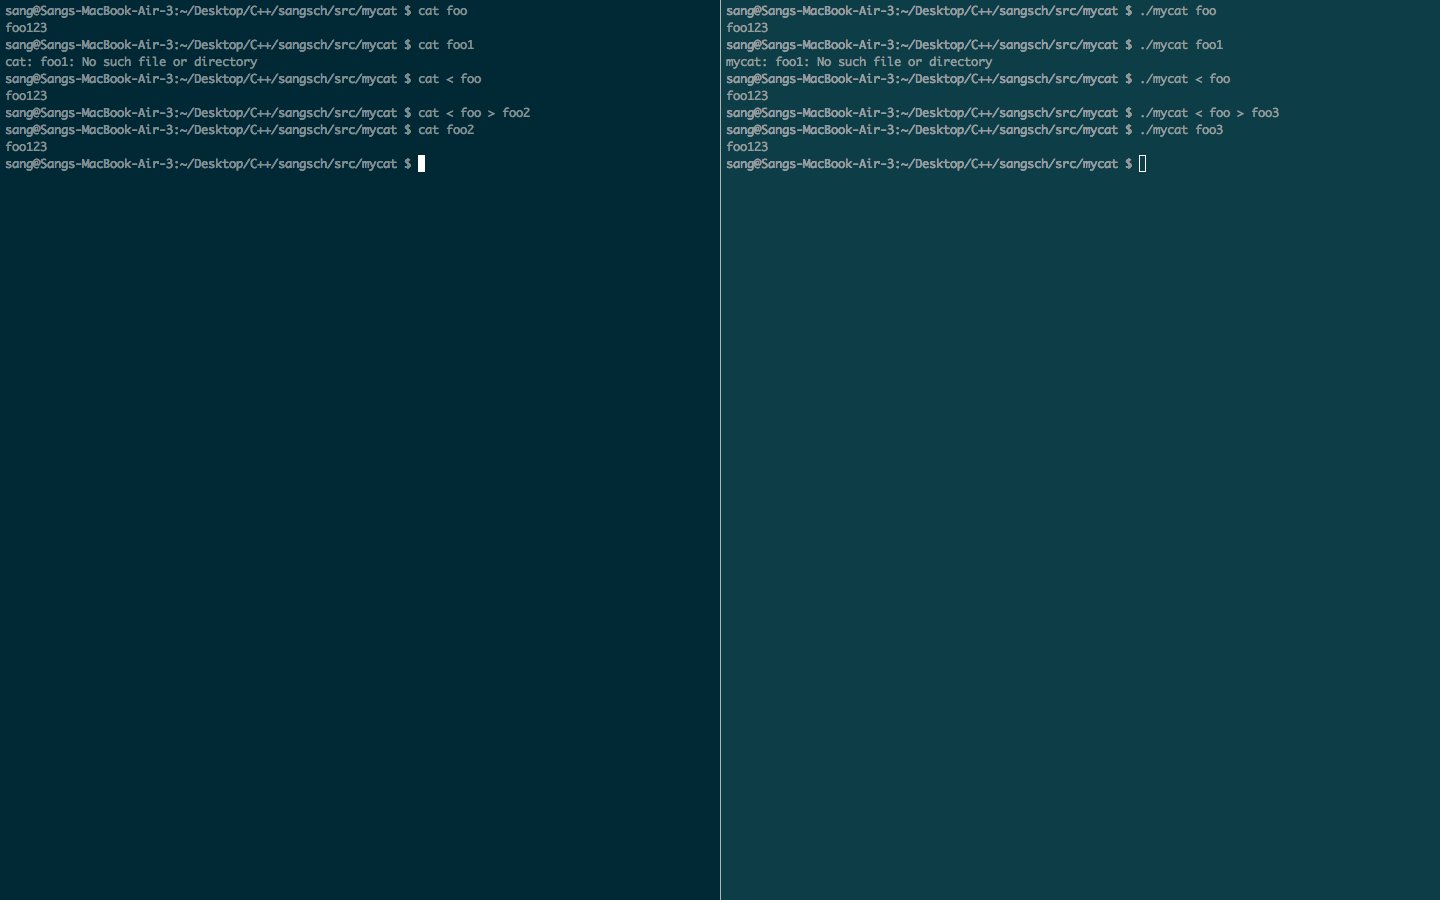 sang@Sangs-MacBook-Air-3:~/Desktop/C++/sangsch/src/mycat $ cat foo
foo123
sang@Sangs-MacBook-Air-3:~/Desktop/C++/sangsch/src/mycat $ cat foo1
cat: foo1: No such file or directory
sang@Sangs-MacBook-Air-3:~/Desktop/C++/sangsch/src/mycat $ cat < foo
foo123
sang@Sangs-MacBook-Air-3:~/Desktop/C++/sangsch/src/mycat $ cat < foo > foo2
sang@Sangs-MacBook-Air-3:~/Desktop/C++/sangsch/src/mycat $ cat foo2
foo123
sang@Sangs-MacBook-Air-3:~/Desktop/C++/sangsch/src/mycat $
sang@Sangs-MacBook-Air-3:~/Desktop/C++/sangsch/src/mycat $ ./mycat foo
foo123
sang@Sangs-MacBook-Air-3:~/Desktop/C++/sangsch/src/mycat $ ./mycat foo1
mycat: foo1: No such file or directory
sang@Sangs-MacBook-Air-3:~/Desktop/C++/sangsch/src/mycat $ ./mycat < foo
foo123
sang@Sangs-MacBook-Air-3:~/Desktop/C++/sangsch/src/mycat $ ./mycat < foo > foo3
sang@Sangs-MacBook-Air-3:~/Desktop/C++/sangsch/src/mycat $ ./mycat foo3
foo123
sang@Sangs-MacBook-Air-3:~/Desktop/C++/sangsch/src/mycat $